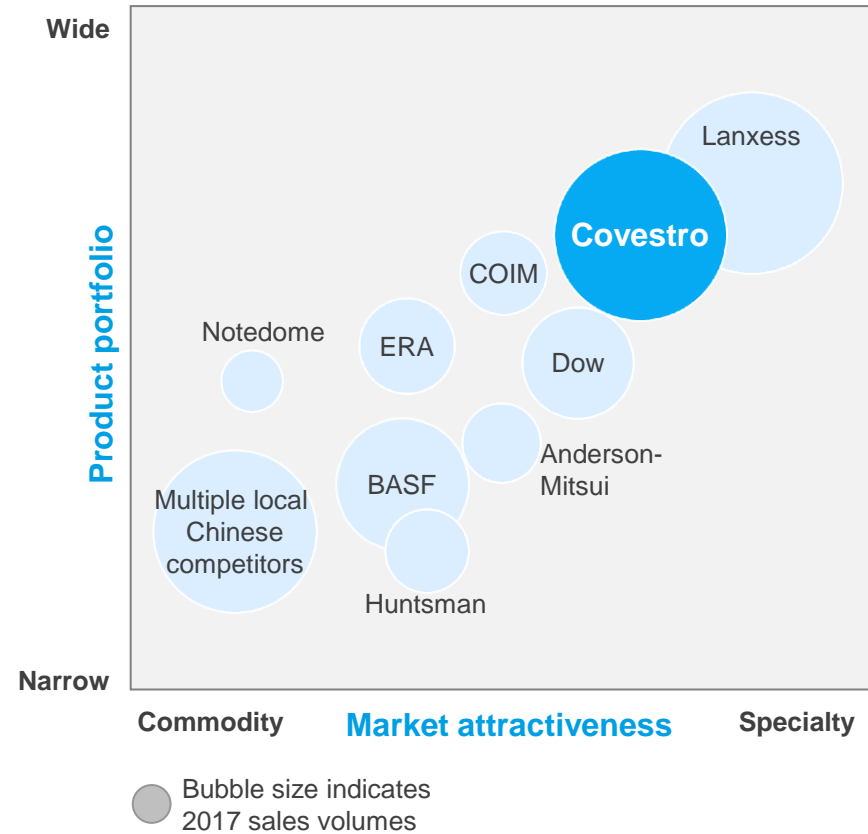 Wide
Lanxess
Covestro
COIM
Notedome
ERA
Dow
Product portfolio
Anderson-
Mitsui
BASF
Multiple local
Chinese
competitors
Huntsman
Narrow
Commodity
Market attractiveness
Specialty
Bubble size indicates
2017 sales volumes